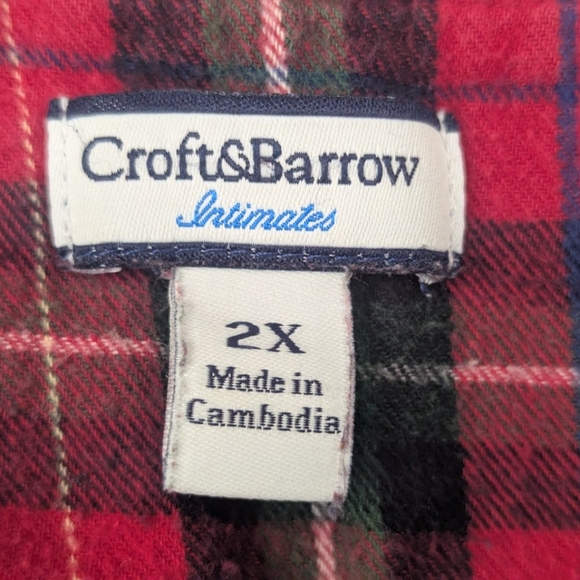 Croft&Barrow
Intimates
2X
Made in
Cambodia